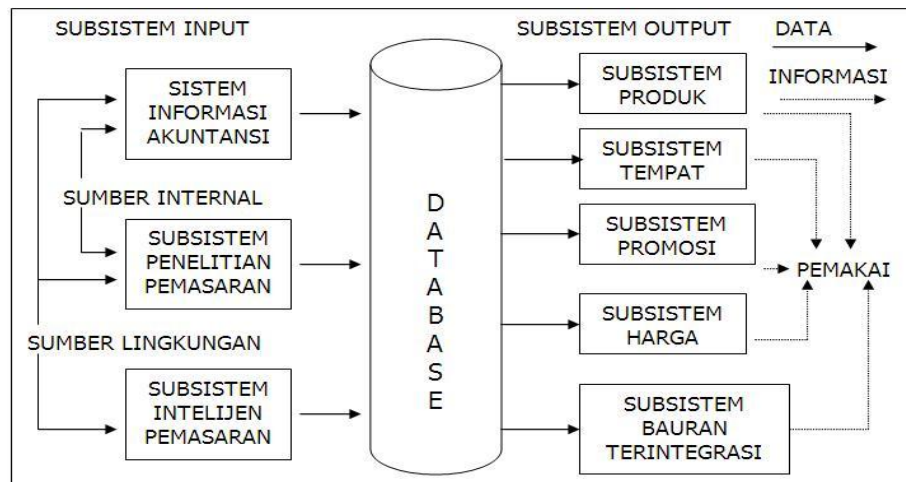 SUBSISTEM INPUT
SUBSISTEM OUTPUT
DATA
INFORMASI
SISTEM
INFORMASI
AKUNTANSI
SUMBER INTERNAL
SUBSISTEM
PENELITIAN
PEMASARAN
SUMBER LINGKUNGAN
SUBSISTEM
INTELIJEN
PEMASARAN
D
A
T
A
B
A
S
E
SUBSISTEM
PRODUK
SUBSISTEM
TEMPAT
SUBSISTEM
PROMOSI
SUBSISTEM
HARGA
SUBSISTEM
BAURAN
TERINTEGRASI
PEMAKAI